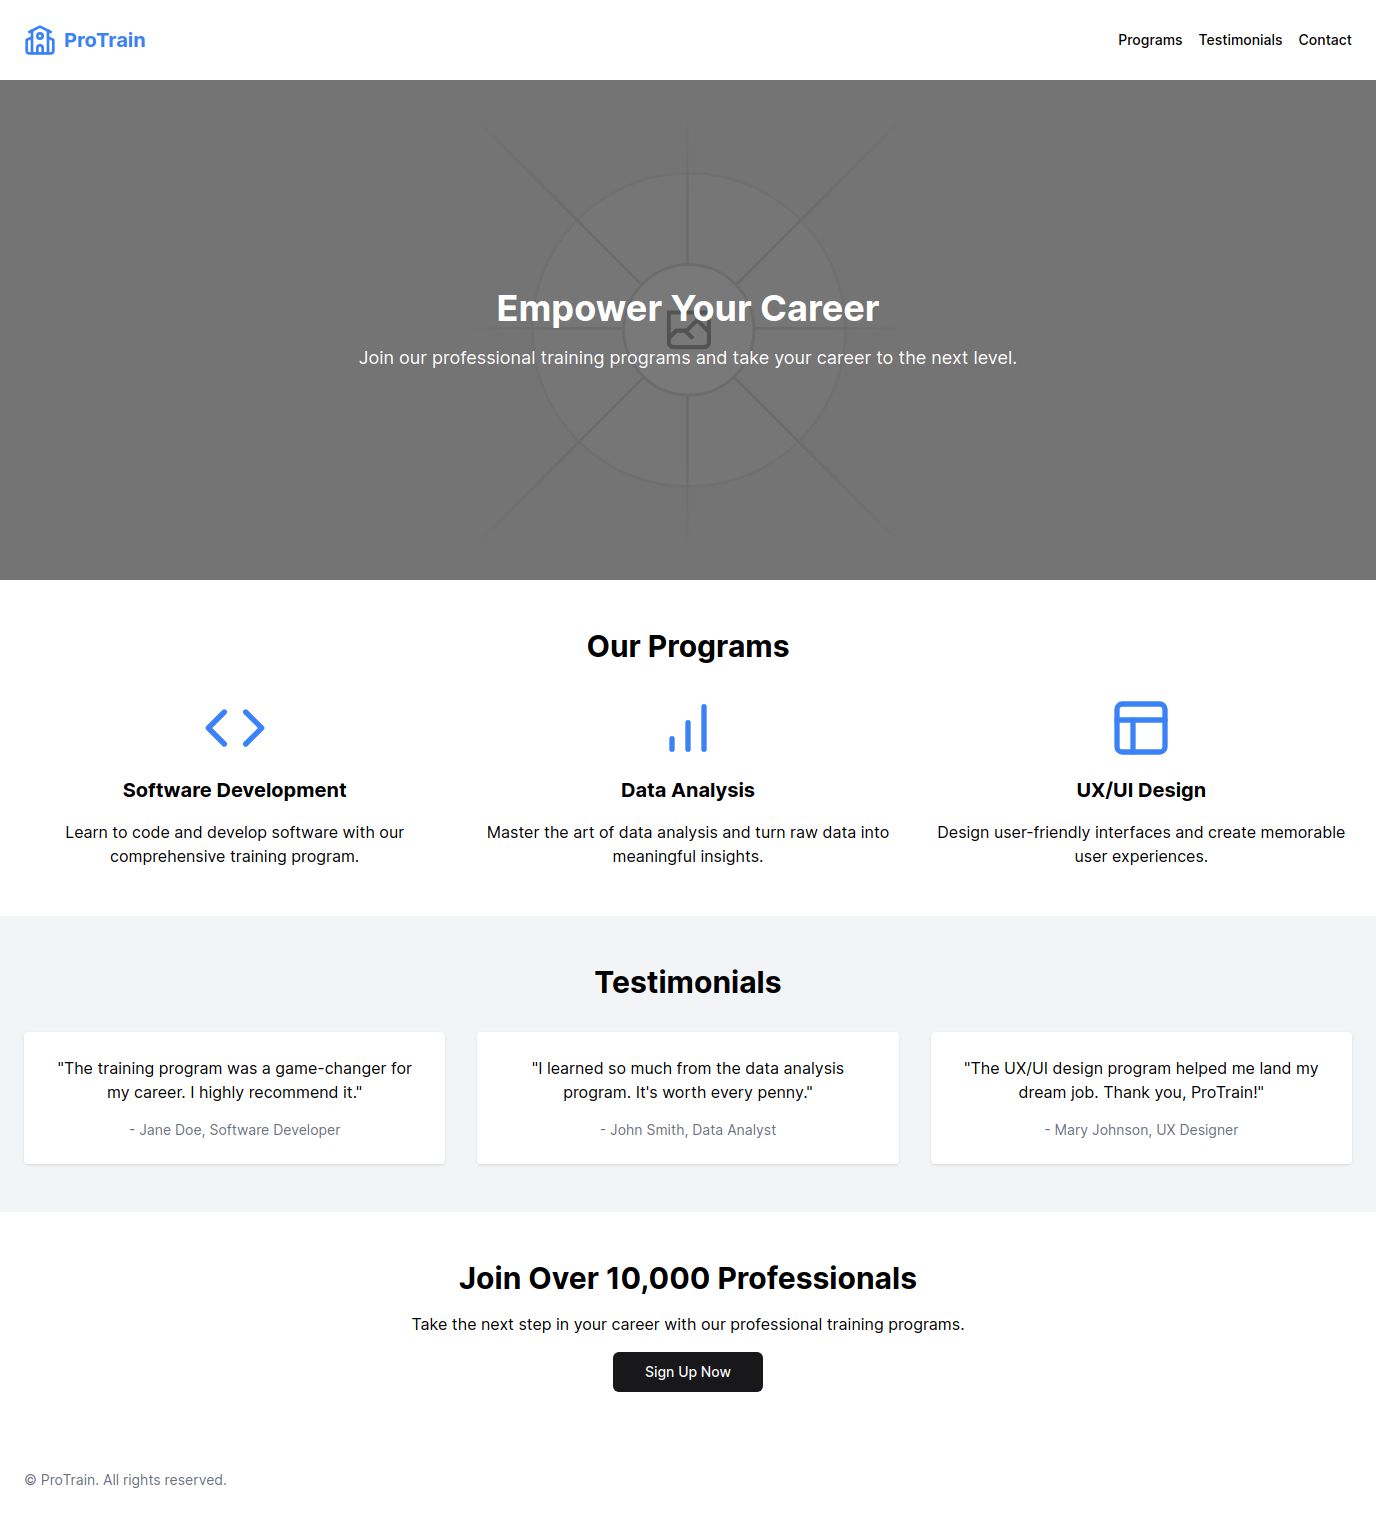 ProTrain
Programs Testimonials Contact
Empower Your Career
Join our professional training programs and take your career to the next level.
Our Programs
Software Development
Learn to code and develop software with our
comprehensive training program.
Data Analysis
Master the art of data analysis and turn raw data into
meaningful insights.
UX/UI Design
Design user-friendly interfaces and create memorable
user experiences.
Testimonials
"The training program was a game-changer for
my career. I highly recommend it."
- Jane Doe, Software Developer
"I learned so much from the data analysis
program. It's worth every penny."
- John Smith, Data Analyst
"The UX/UI design program helped me land my
dream job. Thank you, ProTrain!"
- Mary Johnson, UX Designer
Join Over 10,000 Professionals
Take the next step in your career with our professional training programs.
Sign Up Now
© ProTrain. All rights reserved.